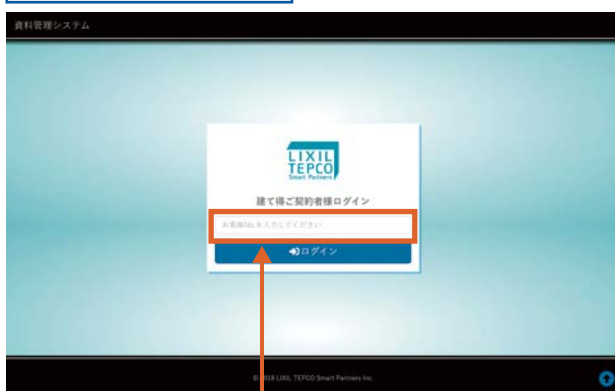 資料管理システム
LIXIL
TEPCO
Smart Partners
建て得ご契約者様ログイン
お客様No.を入力してください
ログイン
© 2018 LIXIL TEPCO Smart Partners Inc.